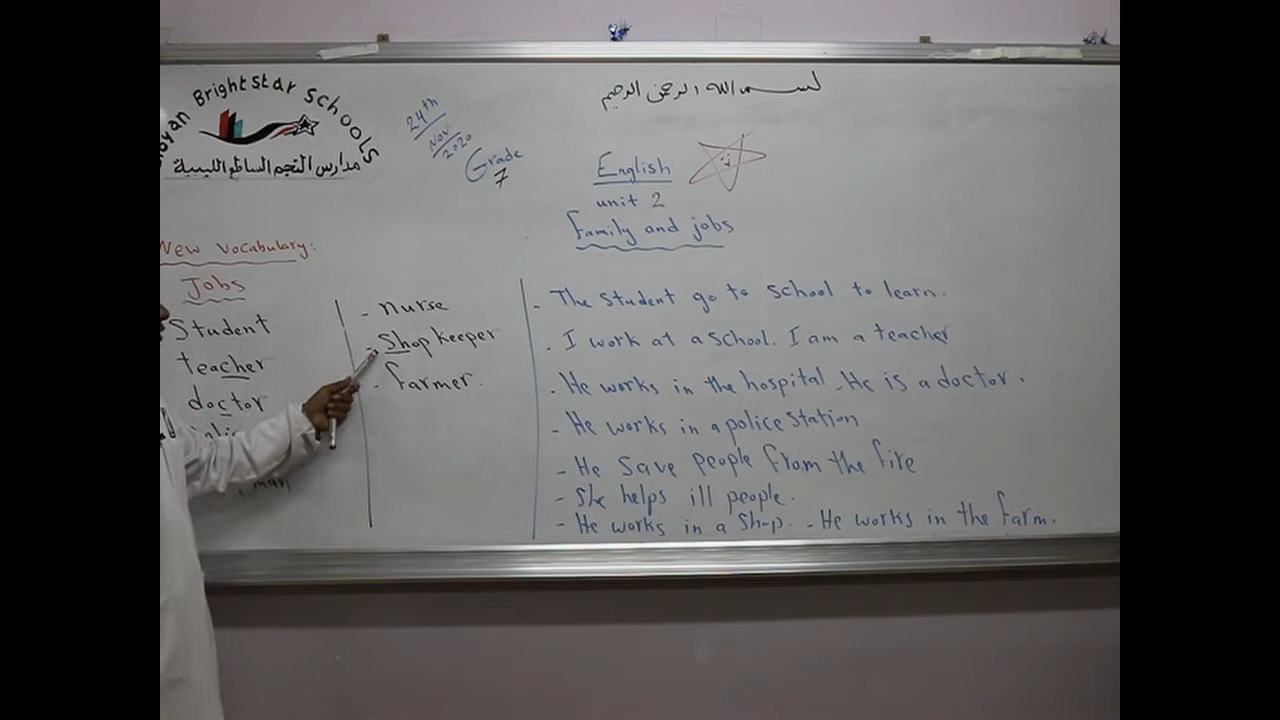 Bright Star Schools
مدارس النجم الساطع الليبية
24th
Nov.
2020
Grade
7
بسم الله الرحمن الرحيم
English
unit 2
Family and jobs
New Vocabulary:
Jobs
Student
teacher
doctor
man
- nurse
- Shopkeeper
- farmer.
- The student go to school to learn.
- I work at a school. I am a teacher
- He works in the hospital. He is a doctor.
- He works in a police station
- He save people from the fire
- She helps ill people.
- He works in a shop. - He works in the farm.